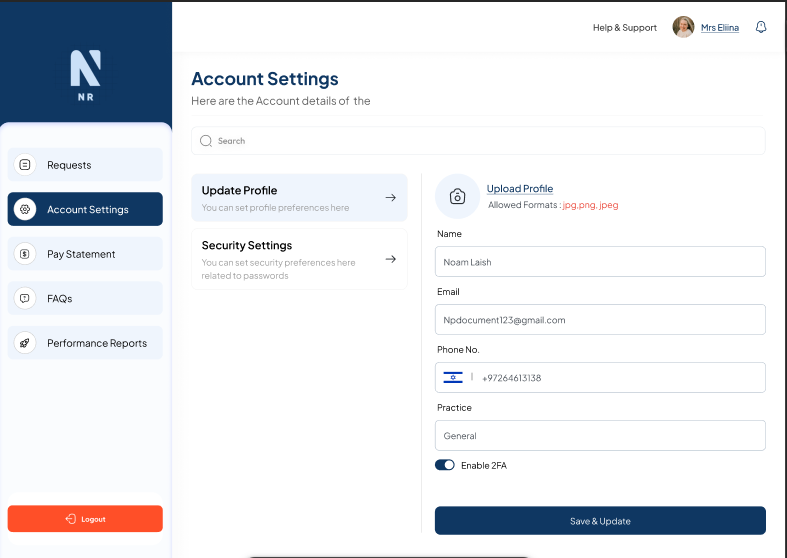 Help & Support
Mrs Eliina
NR
Account Settings
Here are the Account details of the
Search
Requests
Account Settings
Pay Statement
FAQs
Performance Reports
Logout
Update Profile
You can set profile preferences here
Security Settings
You can set security preferences here
related to passwords
Upload Profile
Allowed Formats : jpg,png, jpeg
Name
Noam Laish
Email
Npdocument123@gmail.com
Phone No.
+97264613138
Practice
General
Enable 2FA
Save & Update